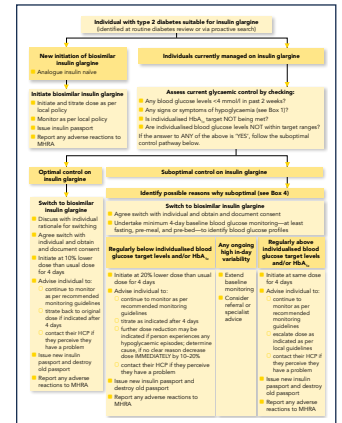 Individual with type 2 diabetes suitable for insulin glargine
(identified at routine diabetes review or via proactive search)
New initiation of biosimilar
insulin glargine
Analogue insulin naive
Initiate biosimilar insulin glargine
Initiate and titrate dose as per
local policy
Monitor as per local policy
Issue insulin passport
Report any adverse reactions to
MHRA
Individuals currently managed on insulin glargine
Assess current glycaemic control by checking:
Any blood glucose levels <4 mmol/l in past 2 weeks?
Any signs or symptoms of hypoglycaemia (see Box 1)?
Is individualised HbA1c target NOT being met?
Are individualised blood glucose levels NOT within target ranges?
If the answer to ANY of the above is 'YES', follow the suboptimal
control pathway below.
Optimal control on
insulin glargine
Switch to biosimilar
insulin glargine
Discuss with individual
rationale for switching
Agree switch with
individual and obtain
and document consent
Initiate at 10% lower
dose than usual dose
for 4 days
Advise individual to:
continue to monitor
as per recommended
monitoring guidelines
titrate back to original
dose if indicated after
4 days
contact their HCP if
they perceive they
have a problem
Issue new insulin
passport and destroy
old passport
Report any adverse
reactions to MHRA
Suboptimal control on insulin glargine
Identify possible reasons why suboptimal (see Box 4)
Switch to biosimilar insulin glargine
Agree switch with individual and obtain and document consent
Undertake minimum 4-day baseline blood glucose monitoring—at least
fasting, pre-meal, and pre-bed—to identify blood glucose profiles
Regularly below individualised blood
glucose target levels and/or HbA1c
Initiate at 20% lower dose than usual
dose for 4 days
Advise individual to:
continue to monitor as per
recommended monitoring
guidelines
titrate as indicated after 4 days
further dose reduction may be
indicated if person experiences any
hypoglycaemic episodes; determine
cause, if no clear reason decrease
dose IMMEDIATELY by 10–20%
contact their HCP if they perceive
they have a problem
Issue new insulin passport and
destroy old passport
Report any adverse reactions to
MHRA
Any ongoing
high in-day
variability
Extend
baseline
monitoring
Consider
referral or
specialist
advice
Regularly above
individualised blood
glucose target levels
and/or HbA1c
Initiate at same dose
for 4 days
Advise individual to:
continue to
monitor as per
recommended
monitoring
guidelines
escalate dose as
indicated as per
local guidelines
contact their HCP if
they perceive they
have a problem
Issue new insulin
passport and destroy
old passport
Report any adverse
reactions to MHRA